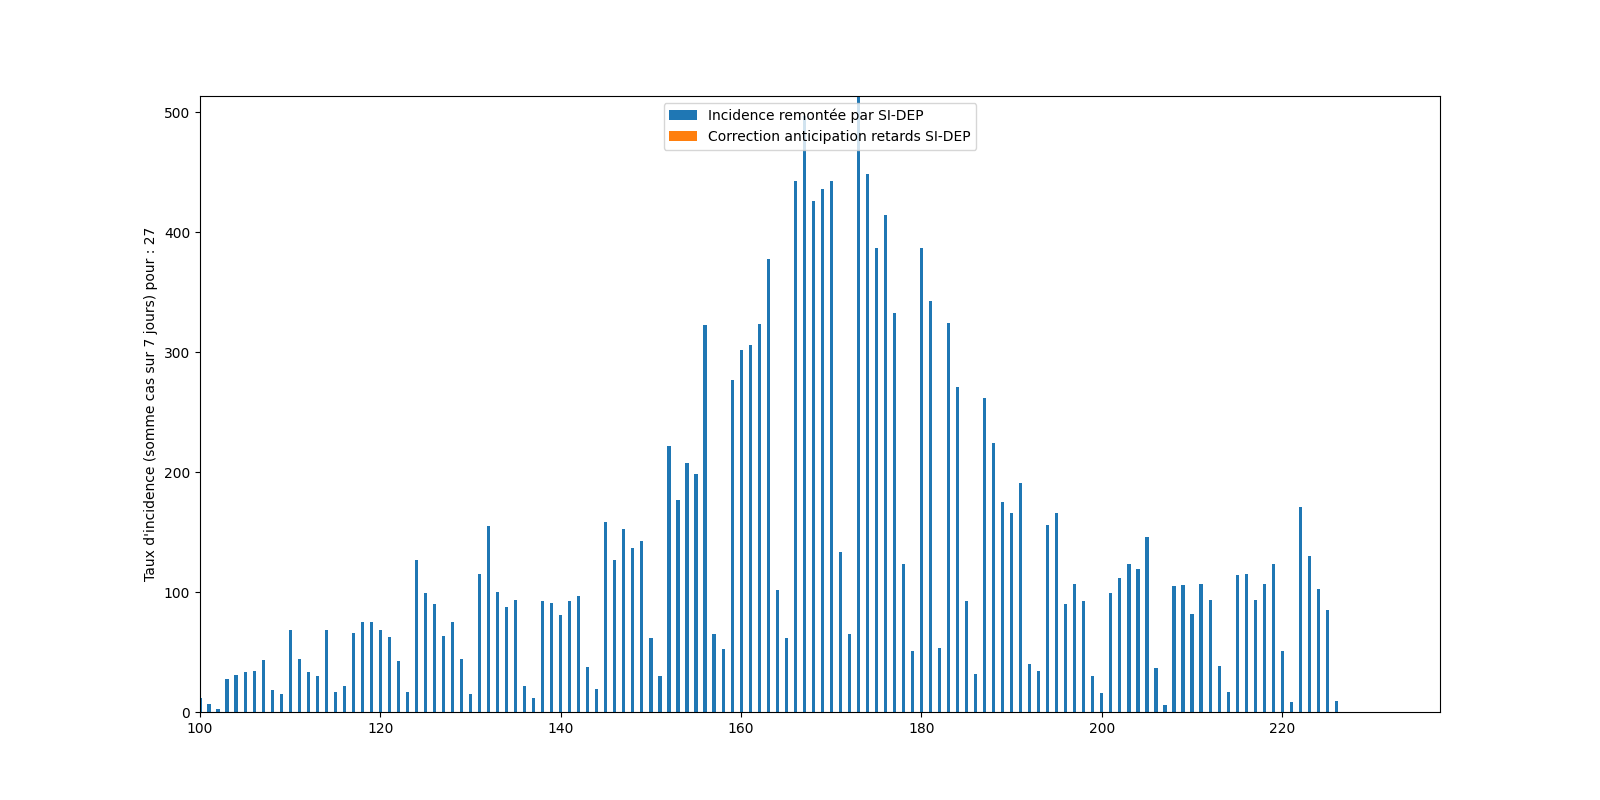 Incidence remontée par SI-DEP
Correction anticipation retards SI-DEP
Taux d'incidence (somme cas sur 7 jours) pour : 27
500
400
300
200
100
0
100 120 140 160 180 200 220